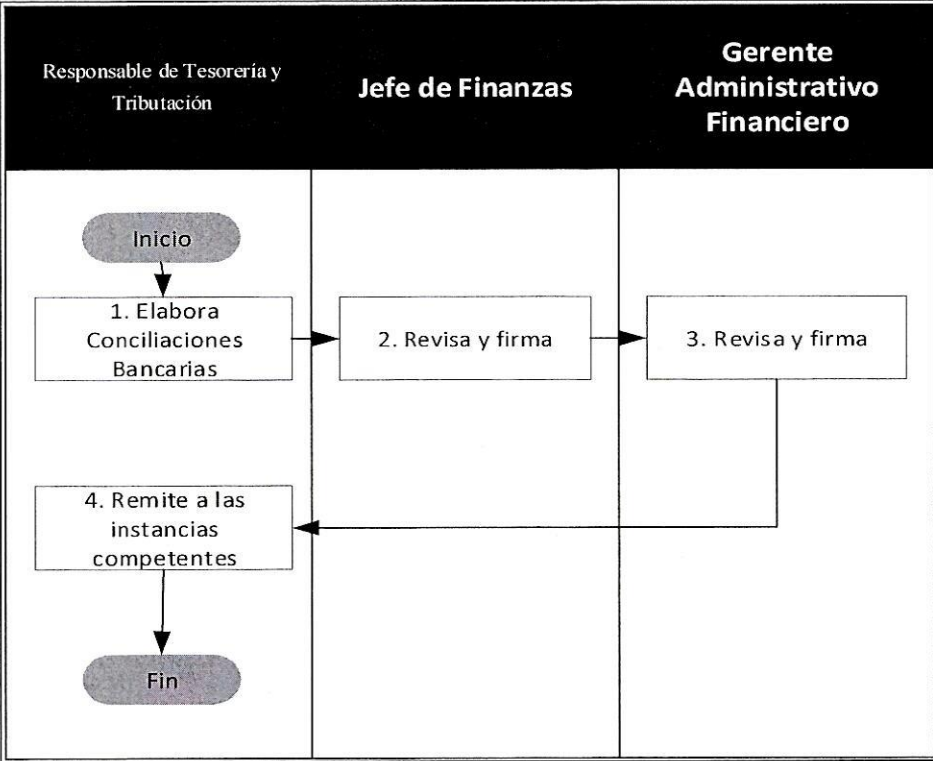 Responsable de Tesorería y
Tributación
Jefe de Finanzas
Gerente
Administrativo
Financiero
Inicio
1. Elabora
Conciliaciones
Bancarias
2. Revisa y firma
3. Revisa y firma
4. Remite a las
instancias
competentes
Fin